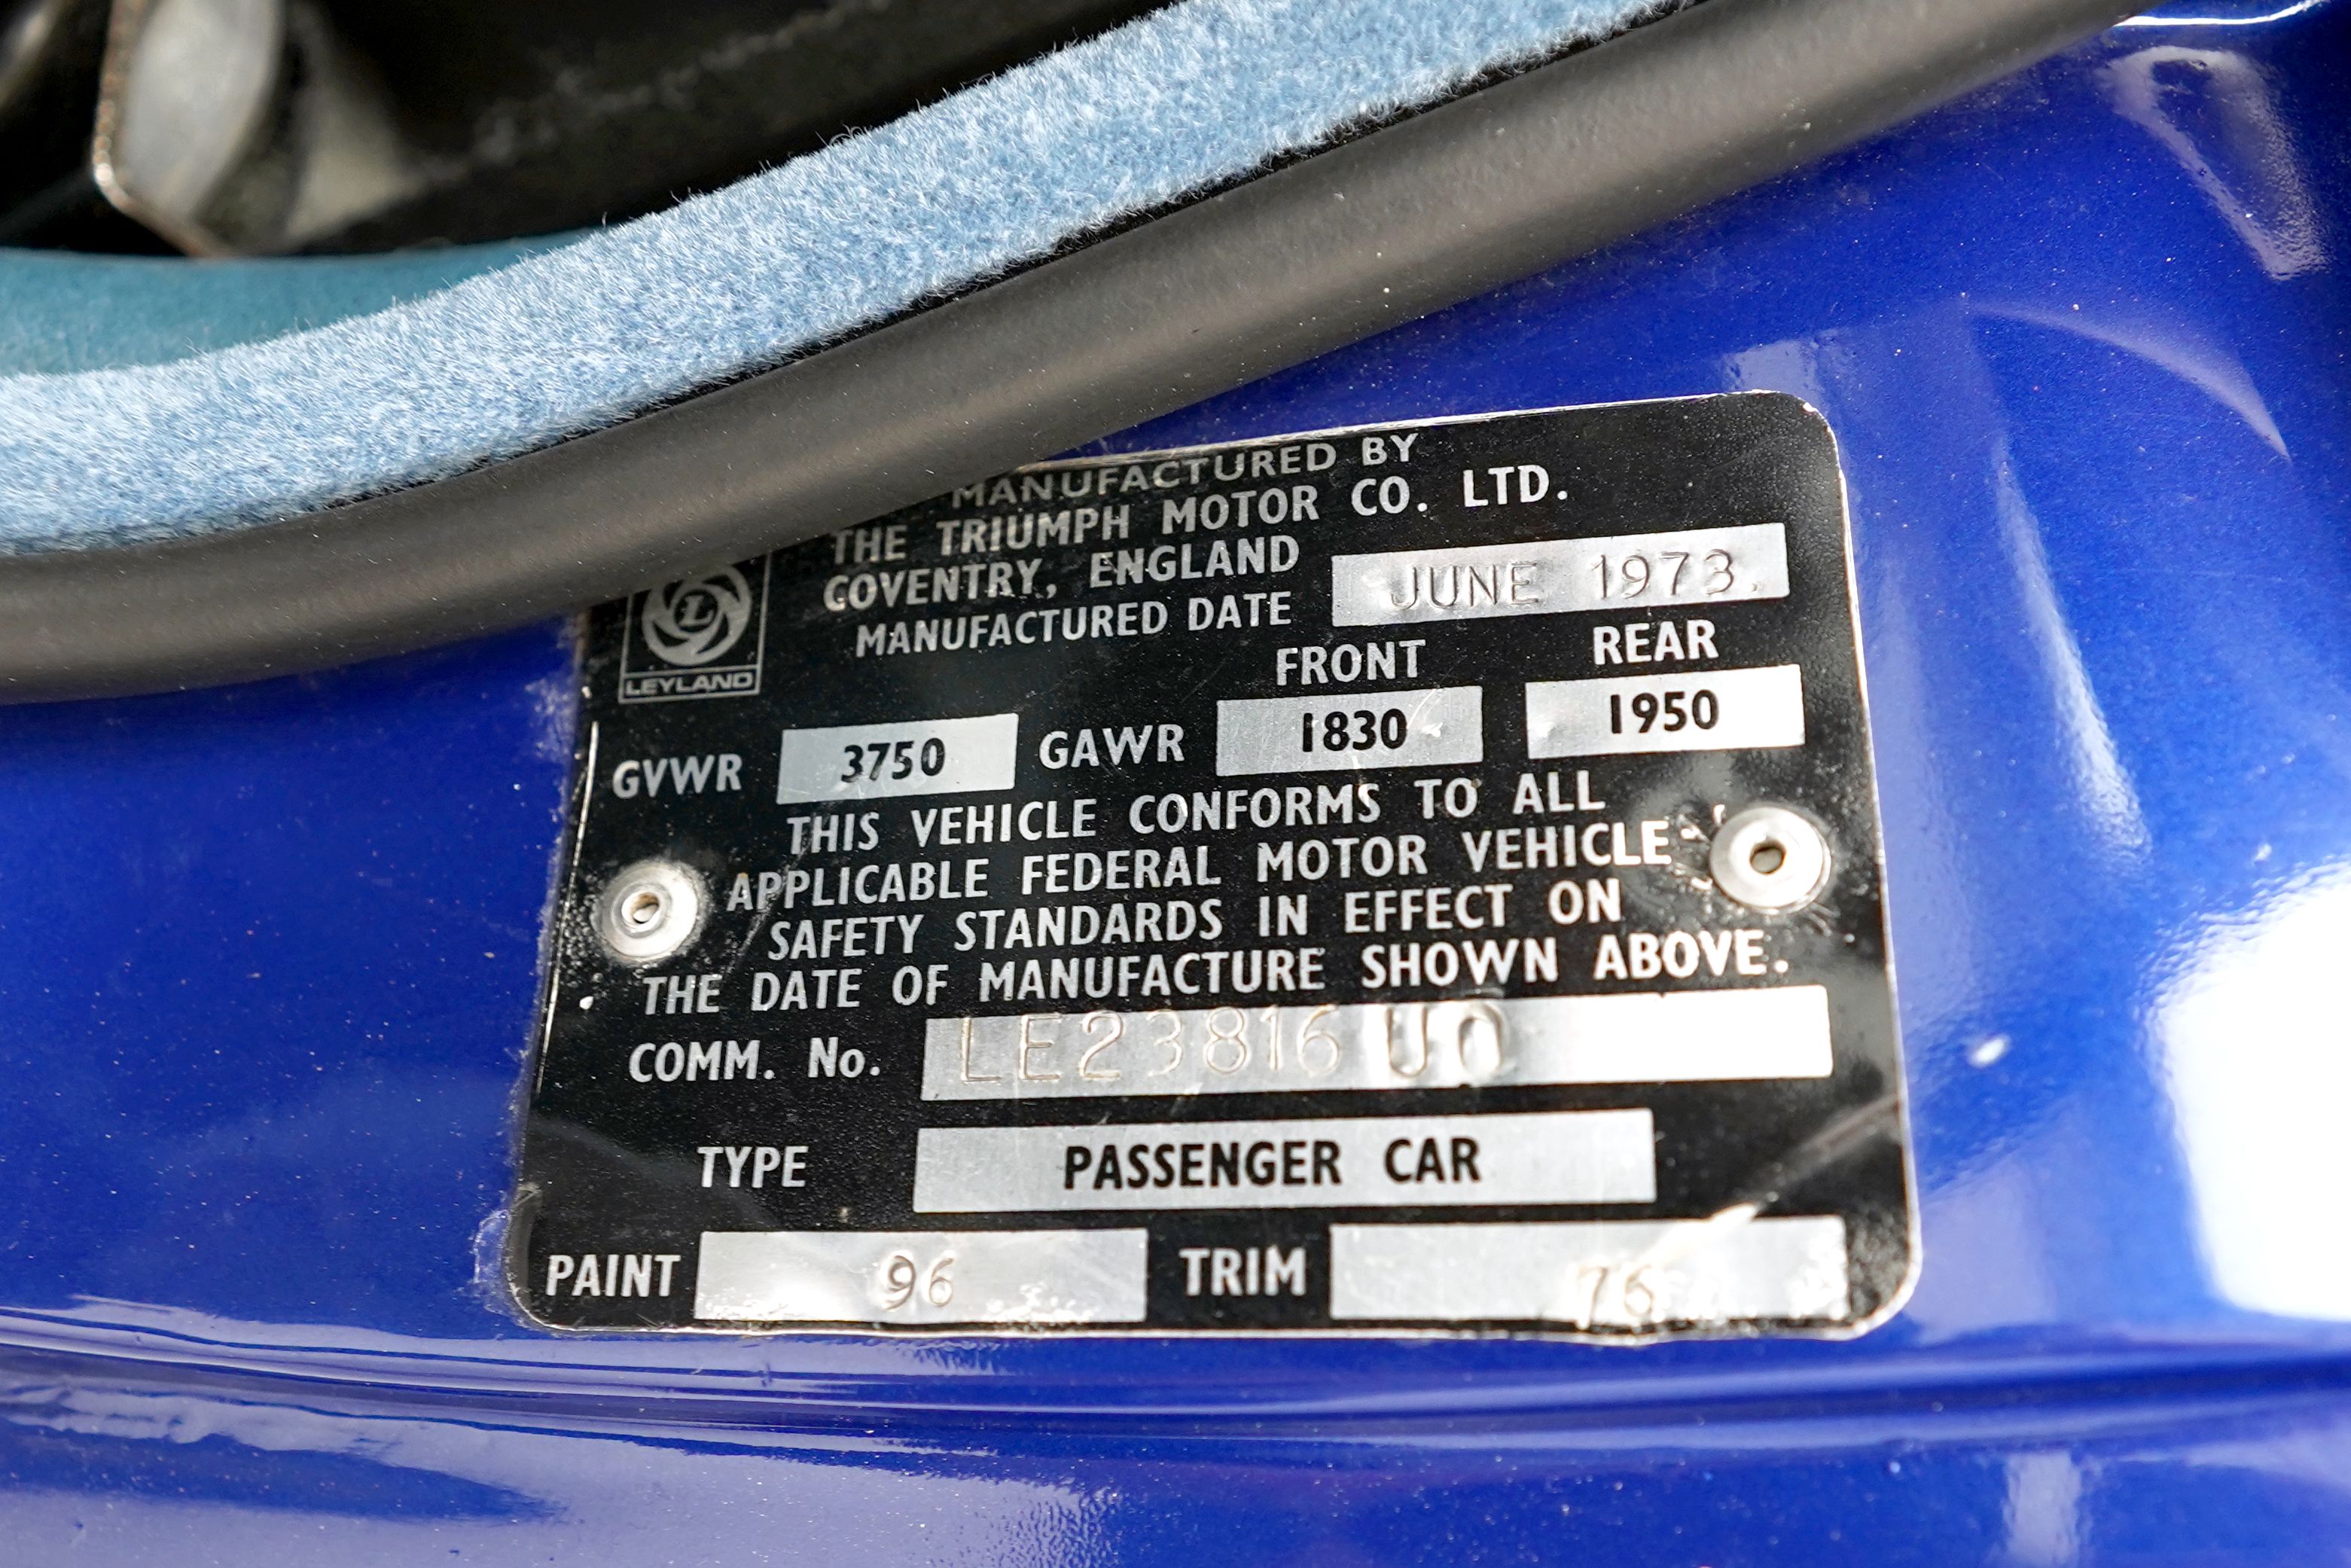 MANUFACTURED BY
THE TRIUMPH MOTOR CO. LTD.
COVENTRY, ENGLAND
MANUFACTURED DATE JUNE 1973.
L
LEYLAND
FRONT REAR
GVWR 3750 GAWR 1830 1950
THIS VEHICLE CONFORMS TO ALL
APPLICABLE FEDERAL MOTOR VEHICLE
SAFETY STANDARDS IN EFFECT ON
THE DATE OF MANUFACTURE SHOWN ABOVE.
COMM. No. LE23816 UO
TYPE PASSENGER CAR
PAINT 96 TRIM 76